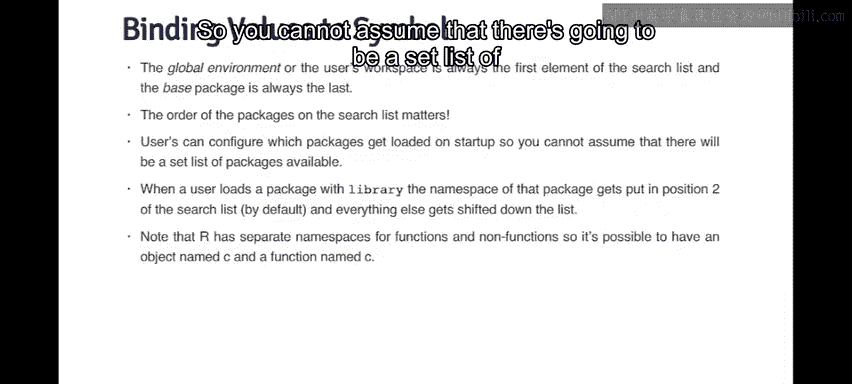 Binding Values to Symbol
So you cannot assume that there's going to
be a set list of
· The global environment or the user's workspace is always the first element of the search list and
the base package is always the last.
· The order of the packages on the search list matters!
· User's can configure which packages get loaded on startup so you cannot assume that there will
be a set list of packages available.
· When a user loads a package with library the namespace of that package gets put in position 2
of the search list (by default) and everything else gets shifted down the list.
· Note that R has separate namespaces for functions and non-functions so it's possible to have an
object named c and a function named c.